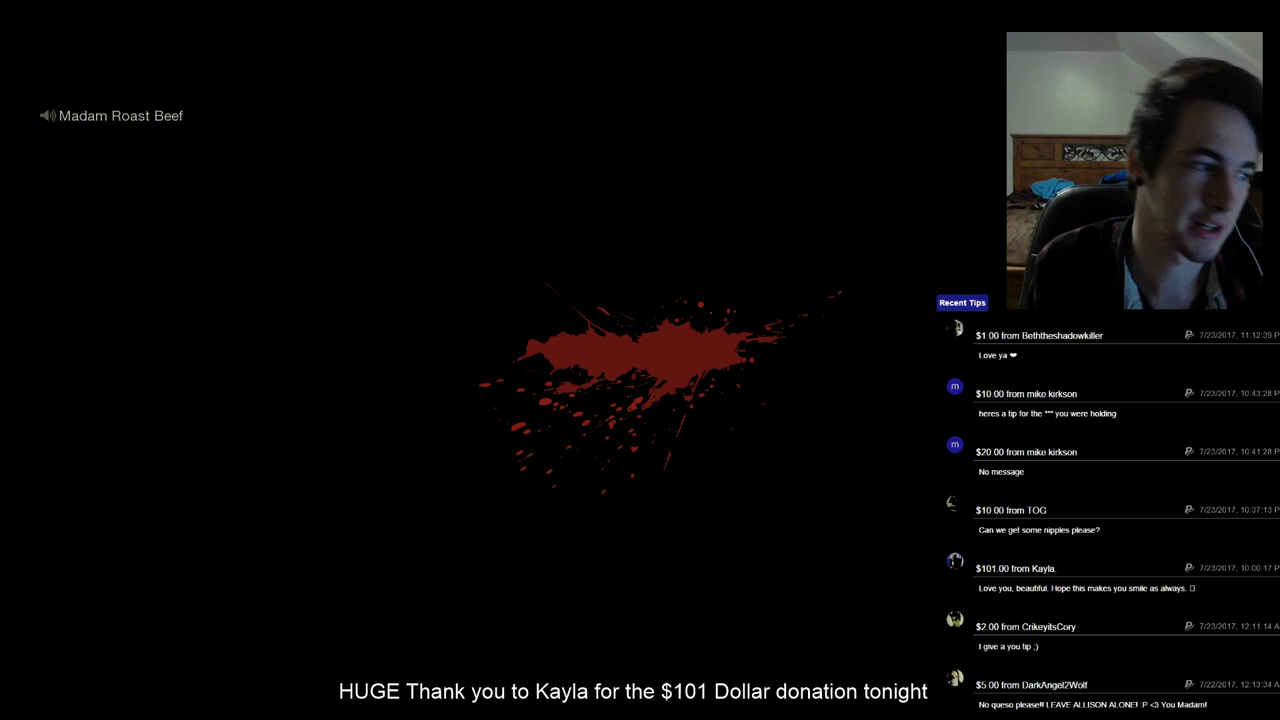 Madam Roast Beef
Recent Tips
$1.00 from Beththeshadowkiller 7/23/2017, 11:12:39 P
Love ya ❤
m
$10.00 from mike kirkson 7/23/2017, 10:43:28 P
heres a tip for the *** you were holding
m
$20.00 from mike kirkson 7/23/2017, 10:41:28 P
No message
$10.00 from TOG 7/23/2017, 10:37:13 P
Can we get some nipples please?
$101.00 from Kayla. 7/23/2017, 10:00:17 P
Love you, beautiful. Hope this makes you smile as always. 
$2.00 from CrikeyitsCory 7/23/2017, 12:11:14 A
I give a you tip ;)
$5.00 from DarkAngel2Wolf 7/22/2017, 12:13:34 A
No queso please!! LEAVE ALLISON ALONE! :P <3 You Madam!
HUGE Thank you to Kayla for the $101 Dollar donation tonight